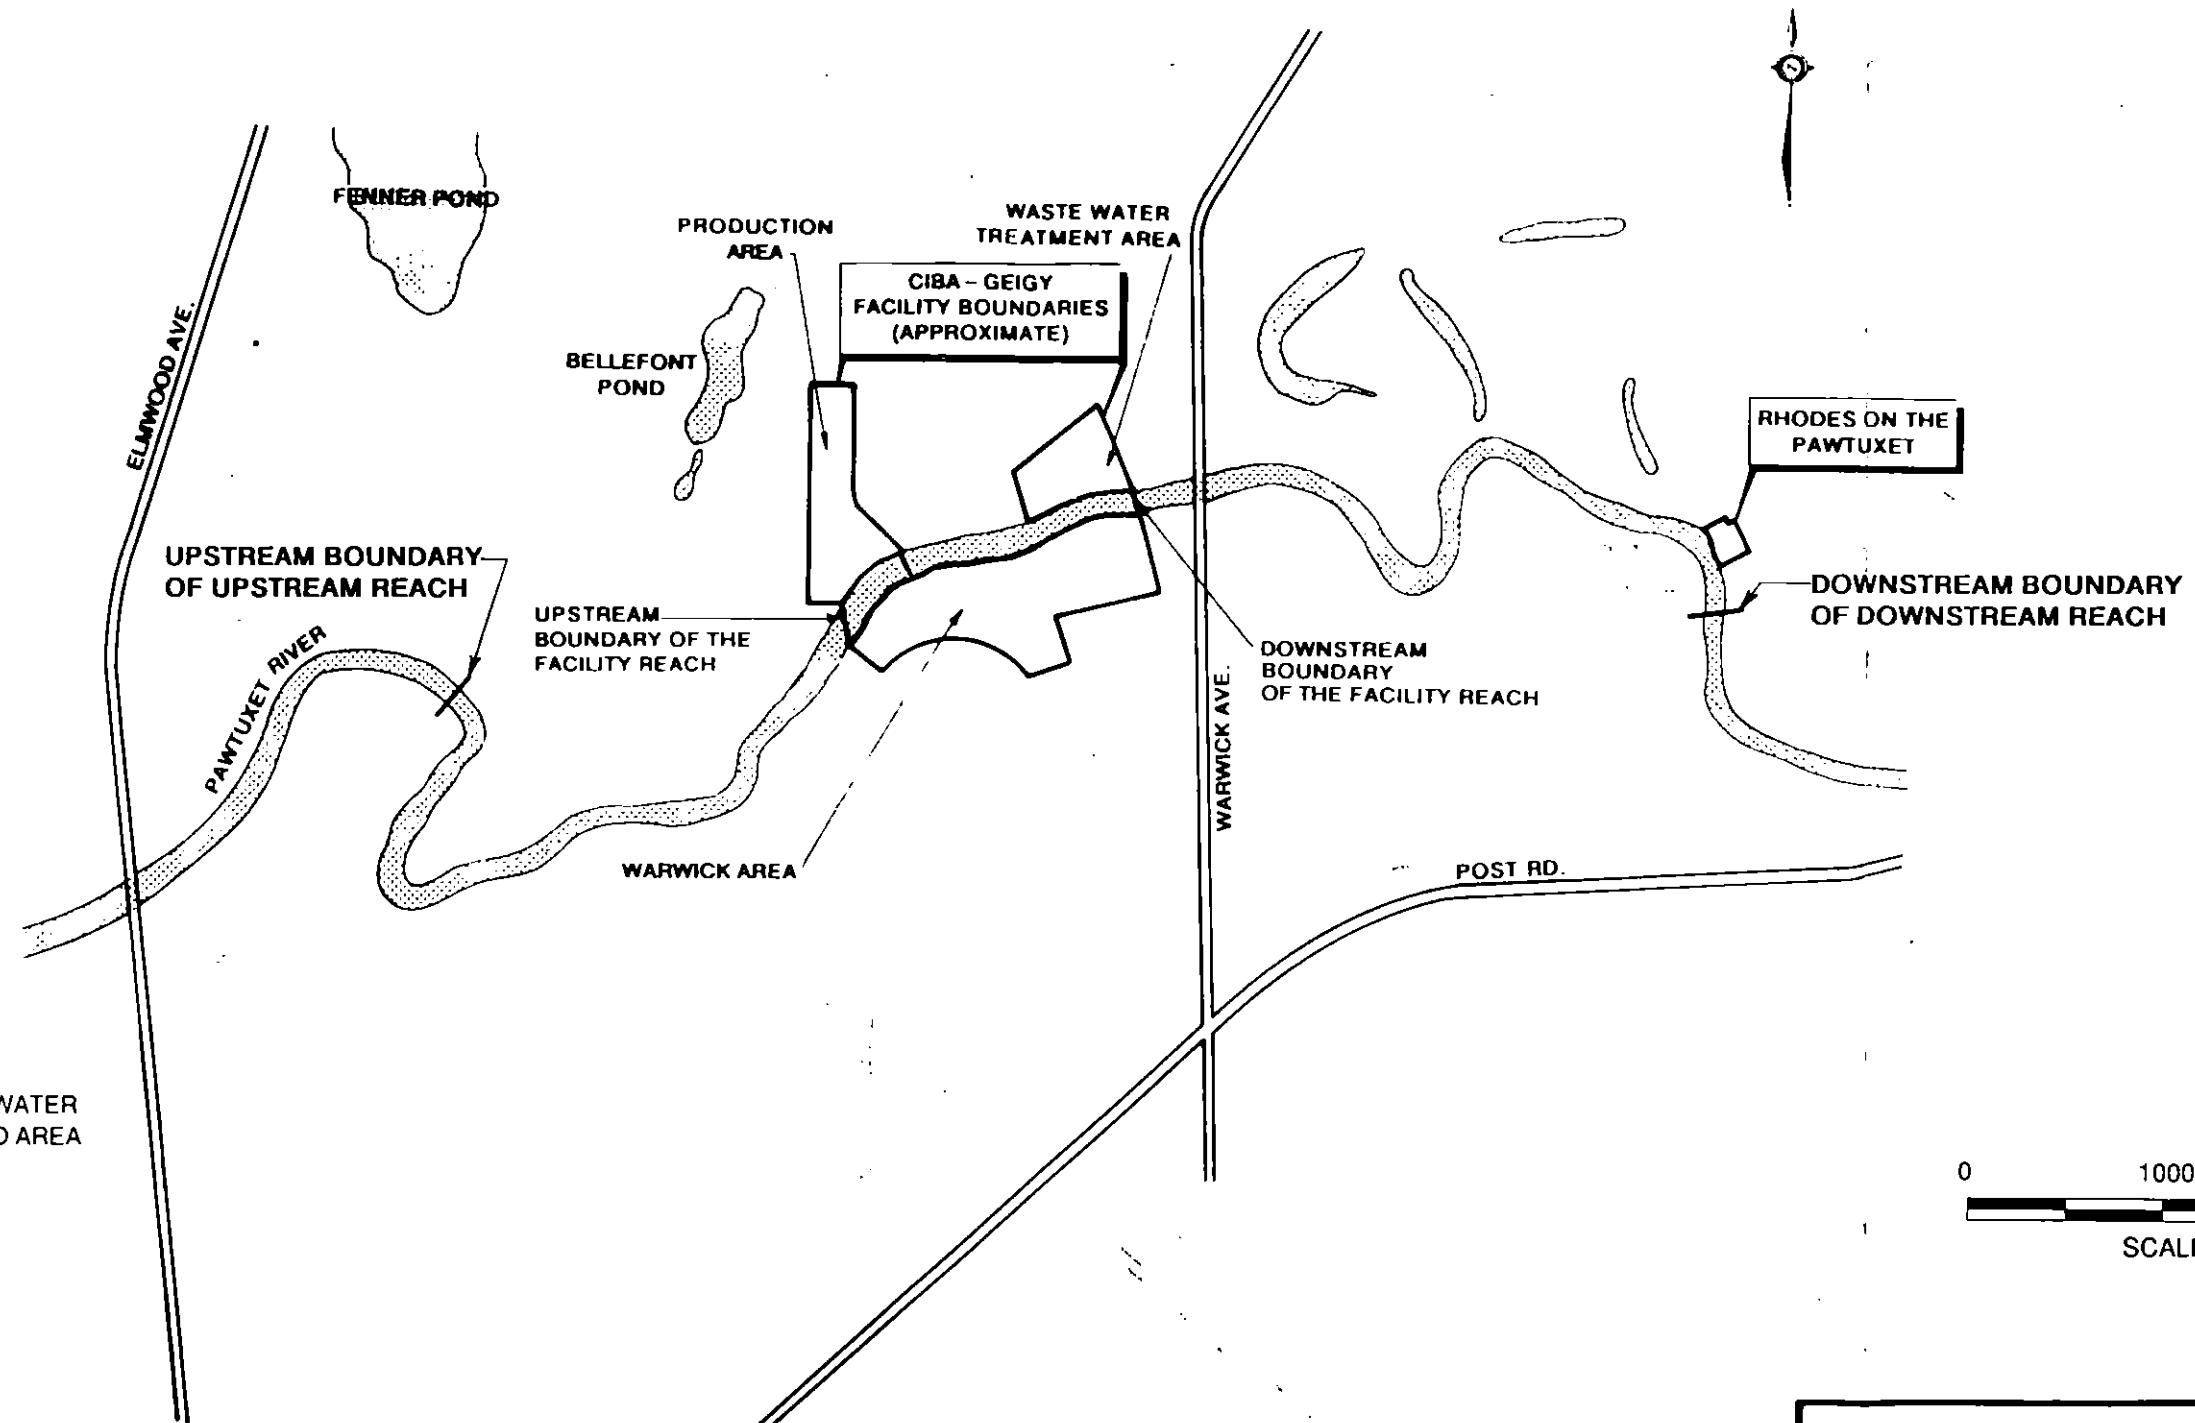 FENNER POND
PRODUCTION
AREA
WASTE WATER
TREATMENT AREA
CIBA – GEIGY
FACILITY BOUNDARIES
(APPROXIMATE)
ELMWOOD AVE.
BELLEFONT
POND
RHODES ON THE
PAWTUXET
UPSTREAM BOUNDARY
OF UPSTREAM REACH
UPSTREAM
BOUNDARY OF THE
FACILITY REACH
DOWNSTREAM BOUNDARY
OF DOWNSTREAM REACH
PAWTUXET RIVER
DOWNSTREAM
BOUNDARY
OF THE FACILITY REACH
WARWICK AVE.
WARWICK AREA
POST RD.
WATER
AREA
0 1000